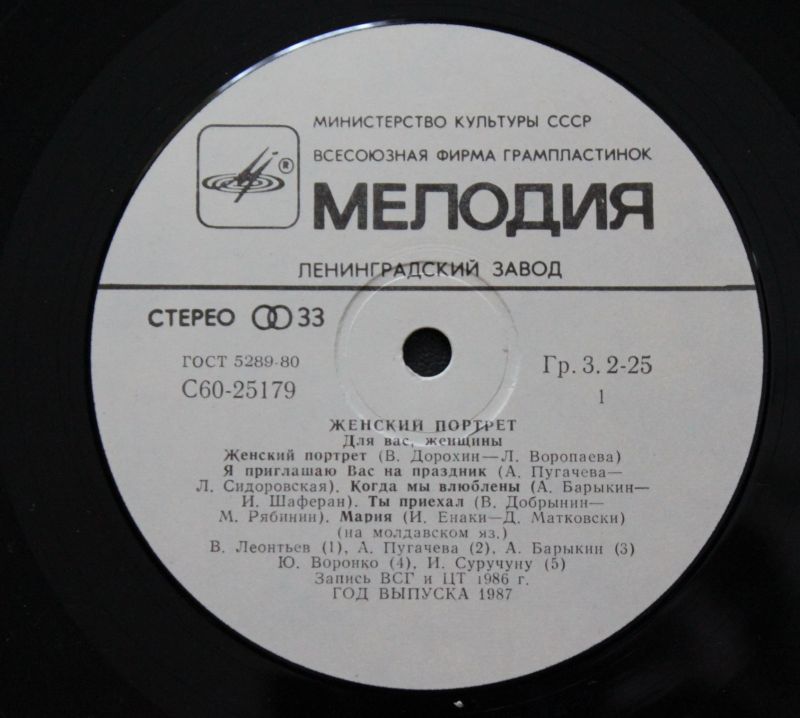 МИНИСТЕРСТВО КУЛЬТУРЫ СССР
®
ВСЕСОЮЗНАЯ ФИРМА ГРАМПЛАСТИНОК
МЕЛОДИЯ
ЛЕНИНГРАДСКИЙ ЗАВОД
СТЕРЕО 33
ГОСТ 5289-80
С60-25179
Гр. 3. 2-25
1
ЖЕНСКИЙ ПОРТРЕТ
Для вас, женщины
Женский портрет (В. Дорохин—Л. Воропаева)
Я приглашаю Вас на праздник (А. Пугачева—
Л. Сидоровская). Когда мы влюблены (А. Барыкин—
И. Шаферан). Ты приехал (В. Добрынин—
М. Рябинин). Мария (И. Енаки—Д. Матковски)
(на молдавском яз.)
В. Леонтьев (1), А. Пугачева (2), А. Барыкин (3)
Ю. Воронко (4), И. Суручуну (5)
Запись ВСГ и ЦТ 1986 г.
ГОД ВЫПУСКА 1987